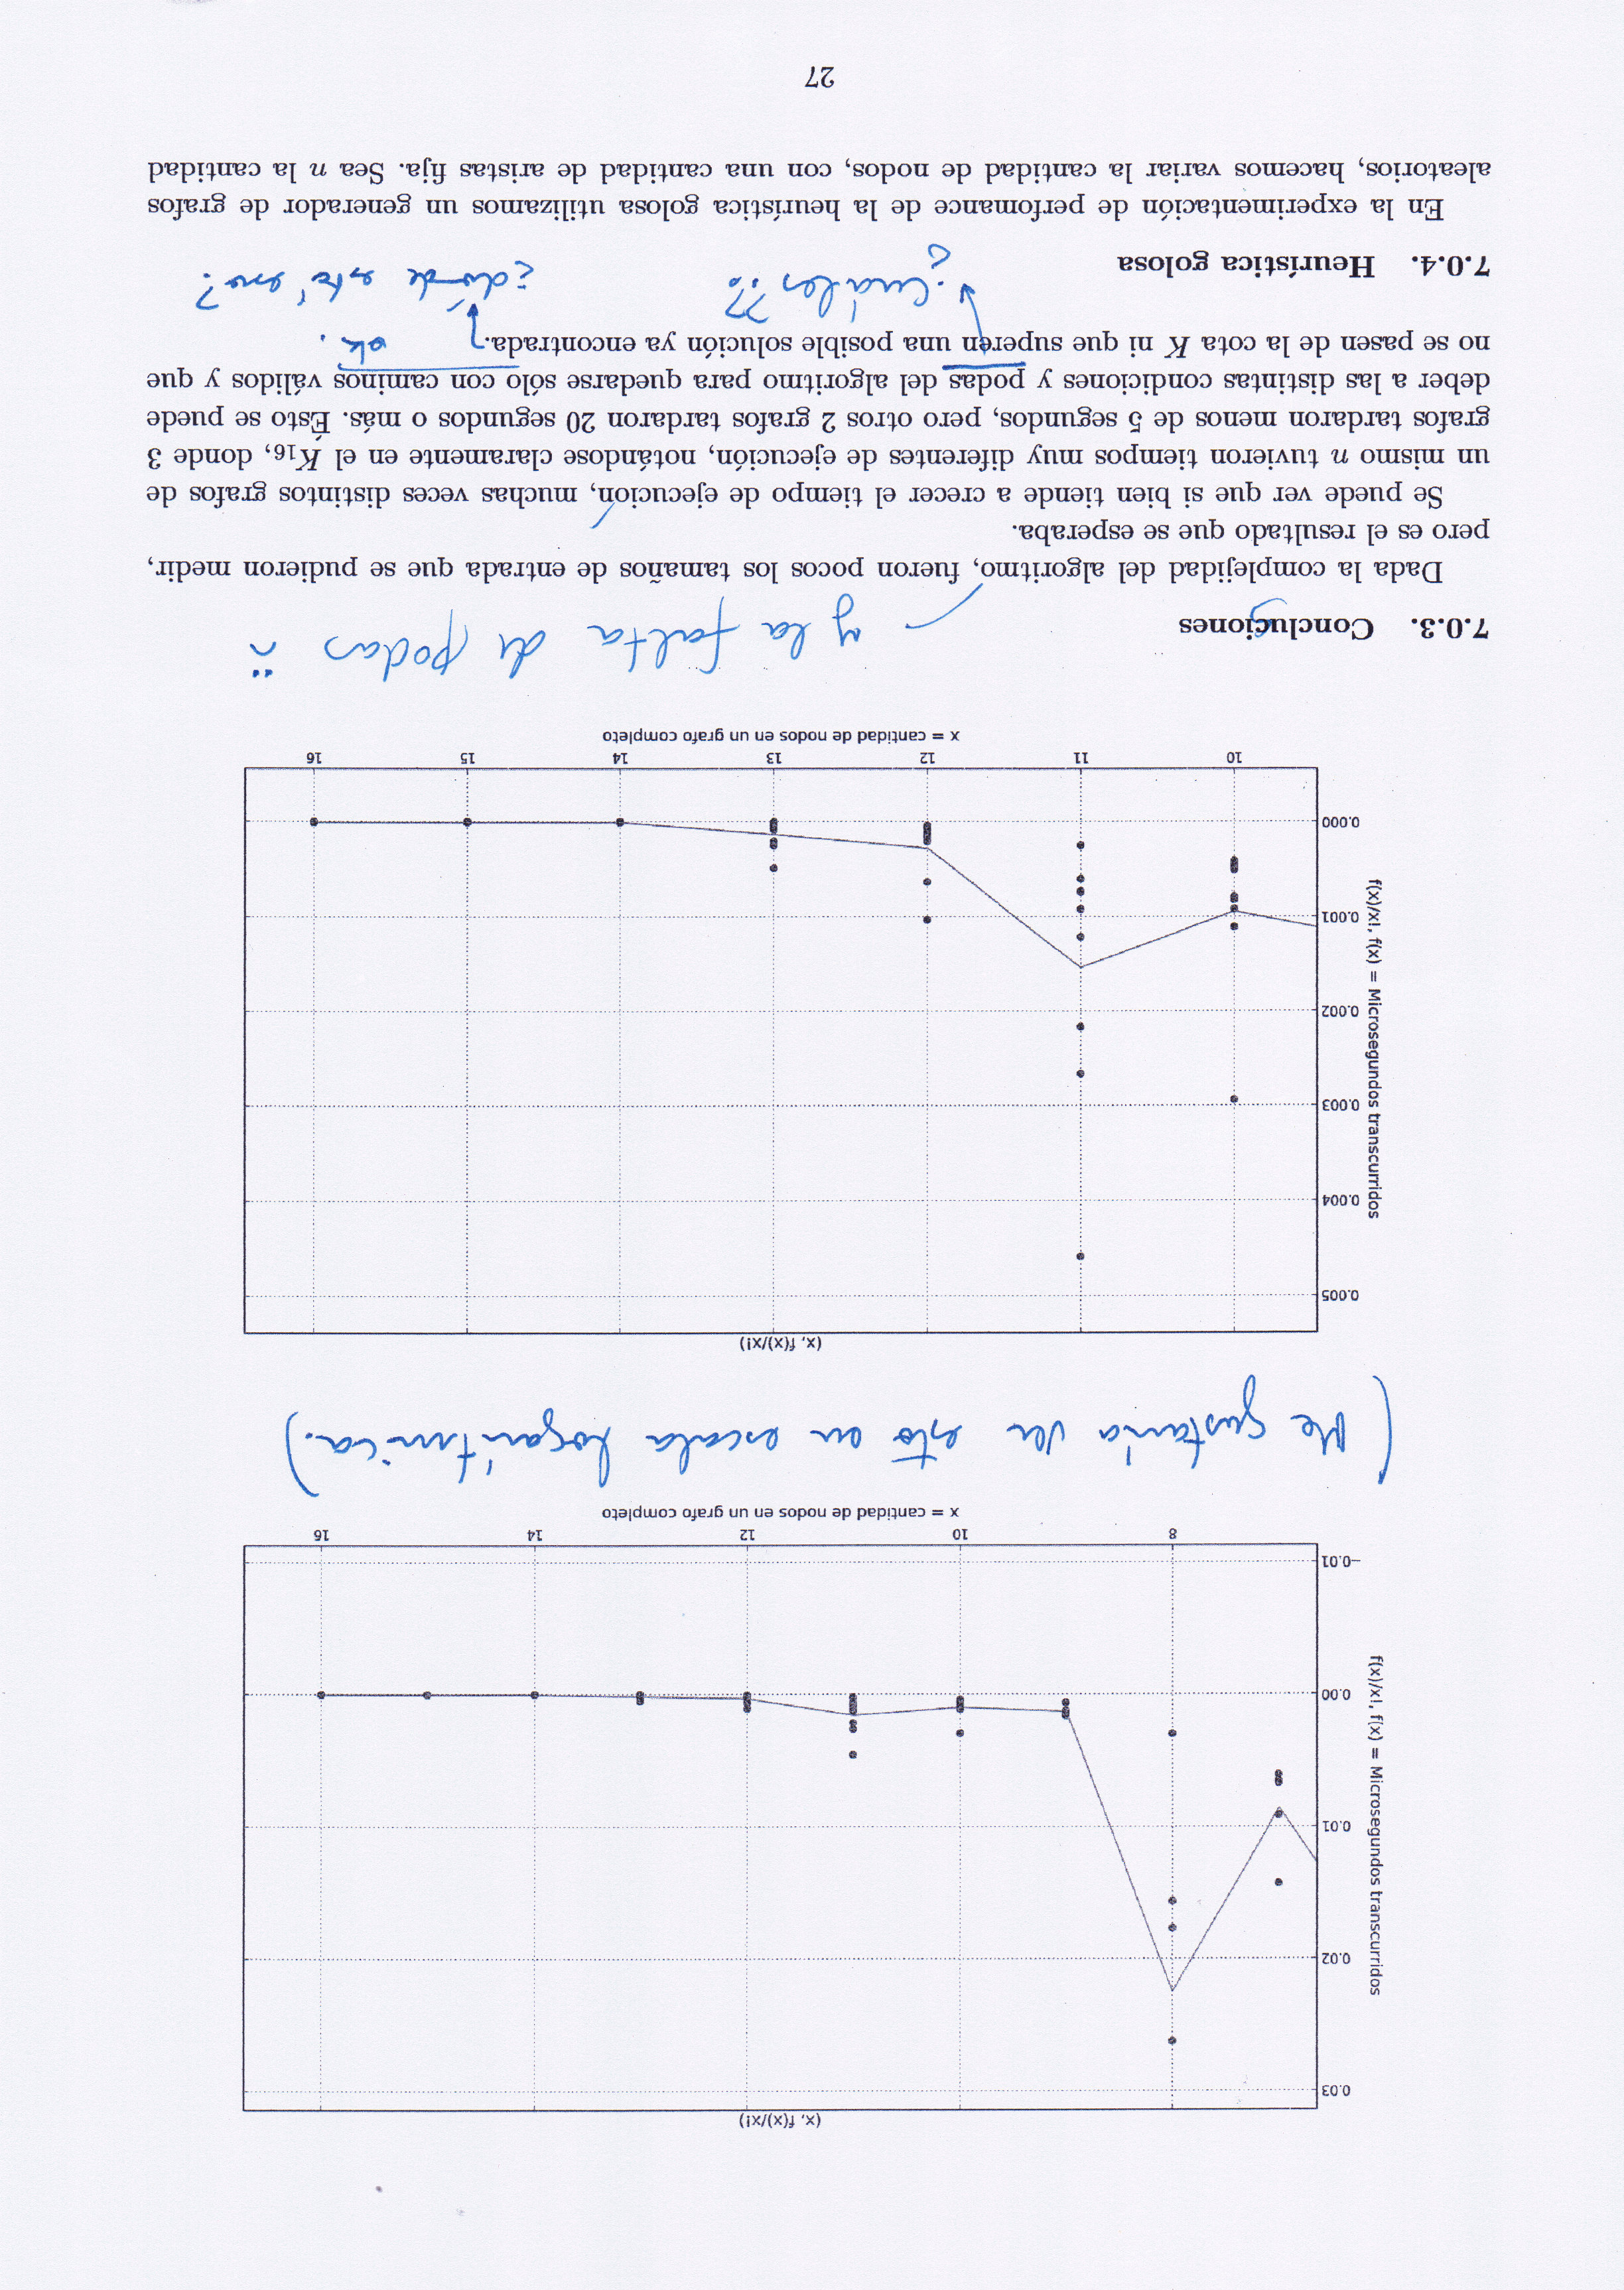 (x, f(x)/x!)
0.03
0.02
0.01
0.00
−0.01
f(x)/x!, f(x) = Microsegundos transcurridos
8 10 12 14 16
x = cantidad de nodos en un grafo completo
(Me gustaría ver esto en escala logarítmica.)
(x, f(x)/x!)
0.005
0.004
0.003
0.002
0.001
0.000
f(x)/x!, f(x) = Microsegundos transcurridos
10 11 12 13 14 15 16
x = cantidad de nodos en un grafo completo
7.0.3. Concluciones
s
y la falta de podas
Dada la complejidad del algoritmo, fueron pocos los tamaños de entrada que se pudieron medir,
pero es el resultado que se esperaba.
Se puede ver que si bien tiende a crecer el tiempo de ejecución, muchas veces distintos grafos de
un mismo n tuvieron tiempos muy diferentes de ejecución, notándose claramente en el K16, donde 3
grafos tardaron menos de 5 segundos, pero otros 2 grafos tardaron 20 segundos o más. Ésto se puede
deber a las distintas condiciones y podas del algoritmo para quedarse sólo con caminos válidos y que
no se pasen de la cota K ni que superen una posible solución ya encontrada.
ok.
¿Cuáles??
¿dónde está eso?
7.0.4. Heurística golosa
En la experimentación de perfomance de la heurística golosa utilizamos un generador de grafos
aleatorios, hacemos variar la cantidad de nodos, con una cantidad de aristas fija. Sea n la cantidad
27